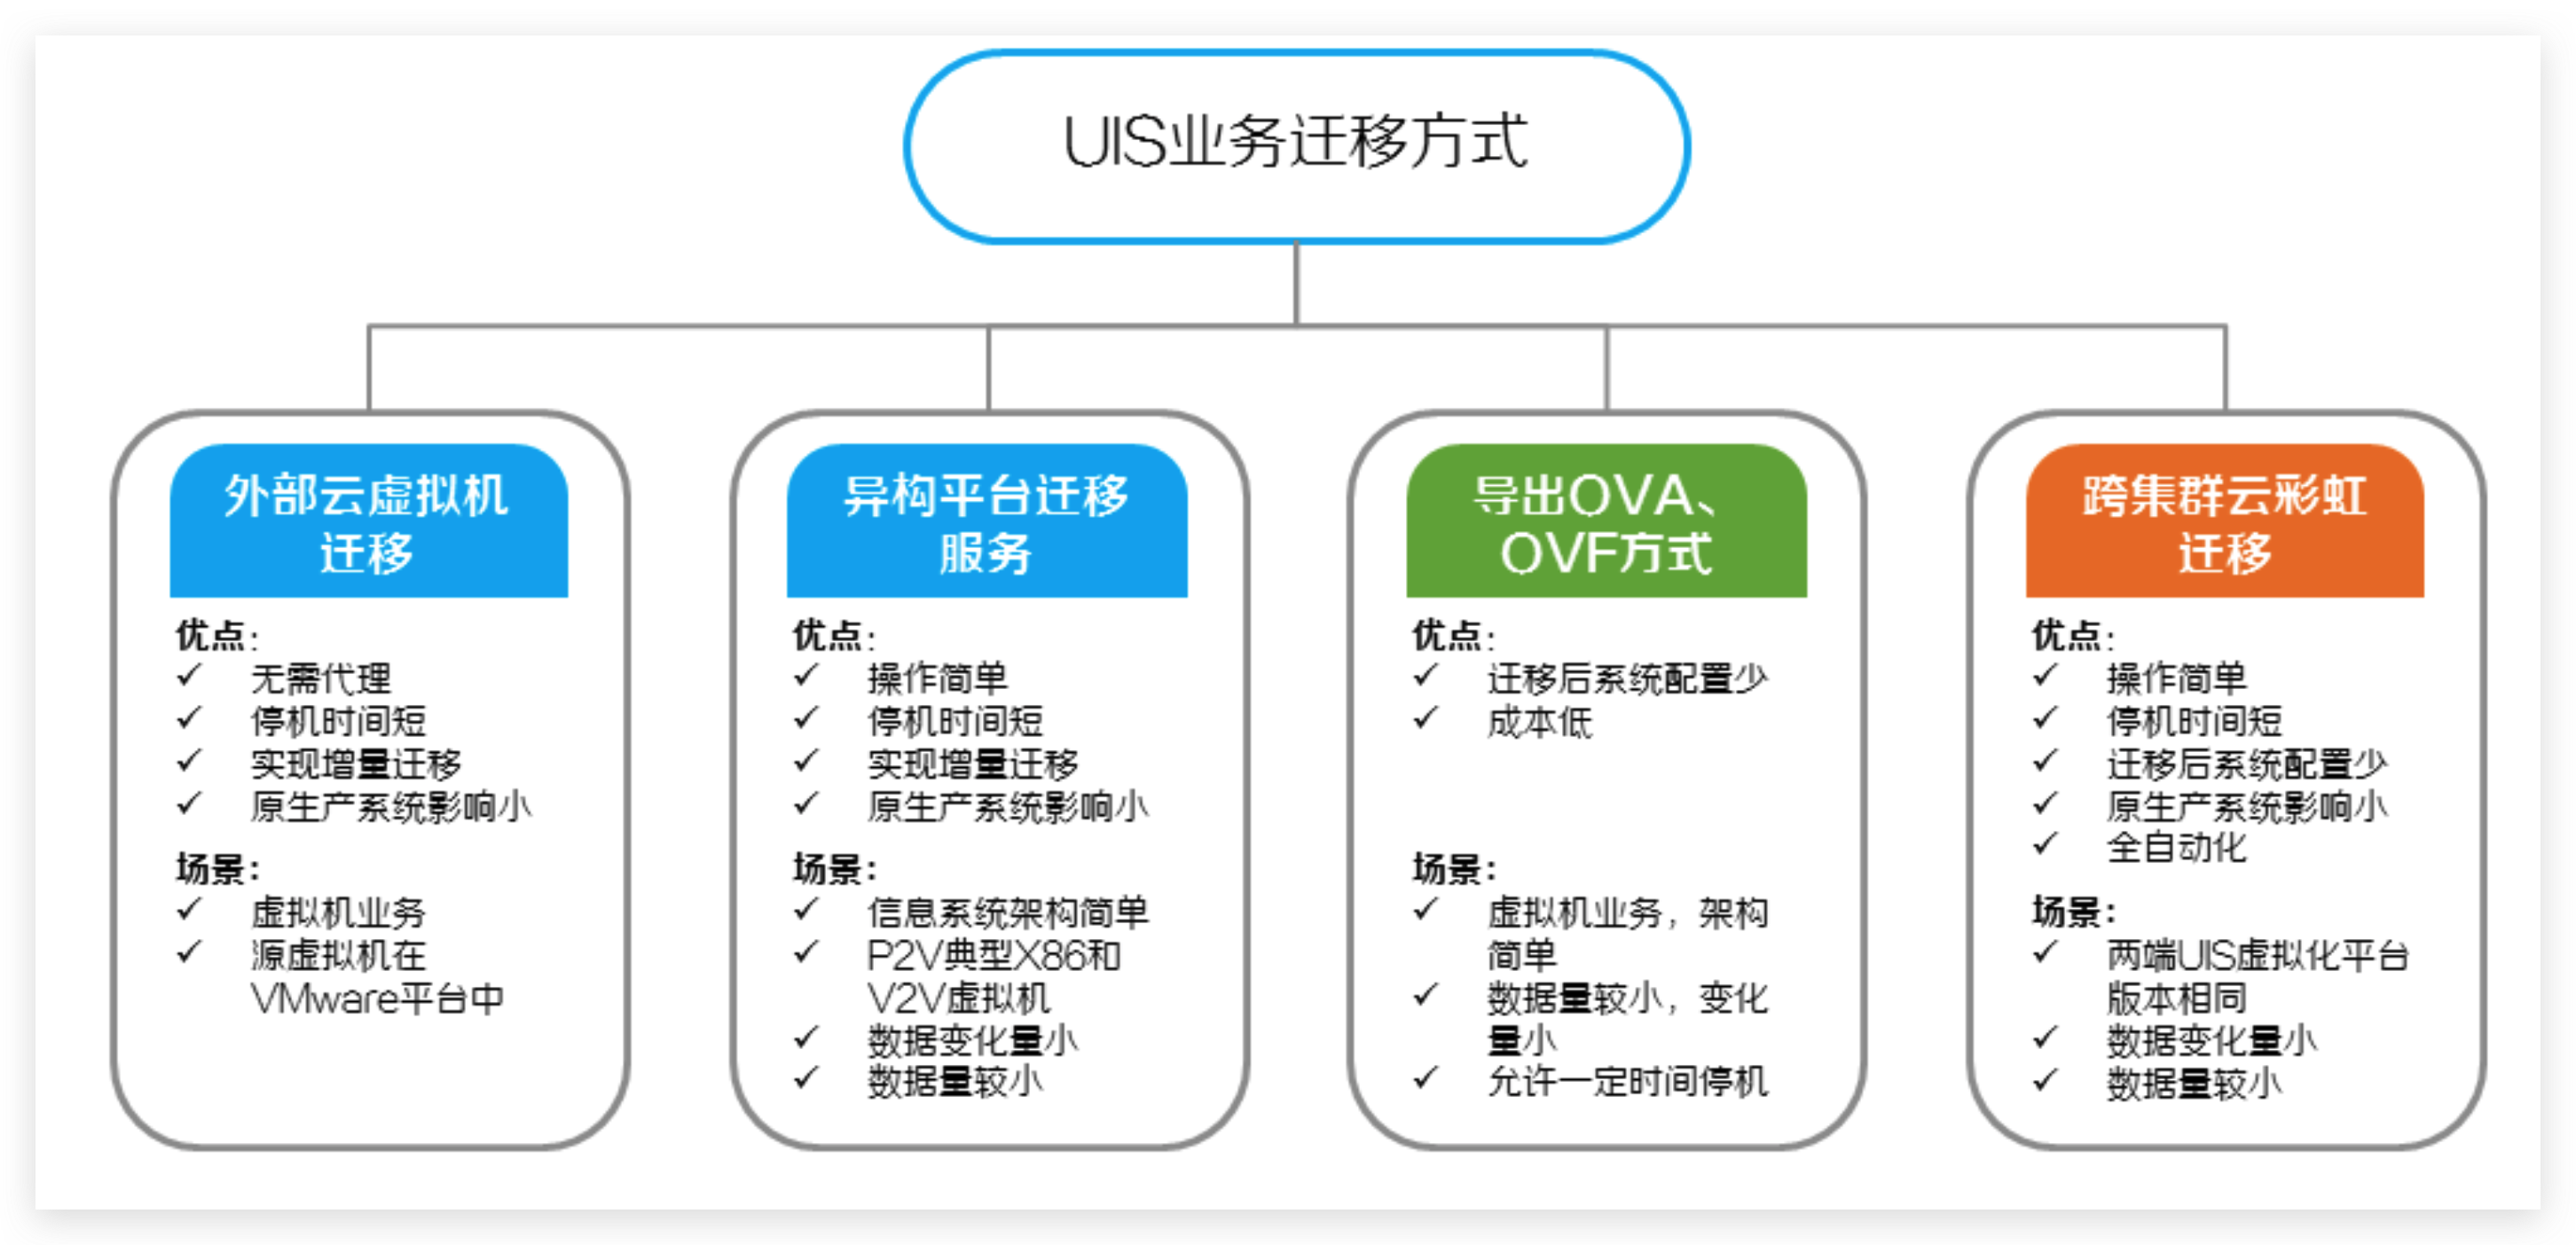 UIS业务迁移方式
外部云虚拟机
迁移
优点：
✓ 无需代理
✓ 停机时间短
✓ 实现增量迁移
✓ 原生产系统影响小
场景：
✓ 虚拟机业务
✓ 源虚拟机在
VMware平台中
异构平台迁移
服务
优点：
✓ 操作简单
✓ 停机时间短
✓ 实现增量迁移
✓ 原生产系统影响小
场景：
✓ 信息系统架构简单
✓ P2V典型X86和
V2V虚拟机
✓ 数据变化量小
✓ 数据量较小
导出OVA、
OVF方式
优点：
✓ 迁移后系统配置少
✓ 成本低
场景：
✓ 虚拟机业务，架构
简单
✓ 数据量较小，变化
量小
✓ 允许一定时间停机
跨集群云彩虹
迁移
优点：
✓ 操作简单
✓ 停机时间短
✓ 迁移后系统配置少
✓ 原生产系统影响小
✓ 全自动化
场景：
✓ 两端UIS虚拟化平台
版本相同
✓ 数据变化量小
✓ 数据量较小